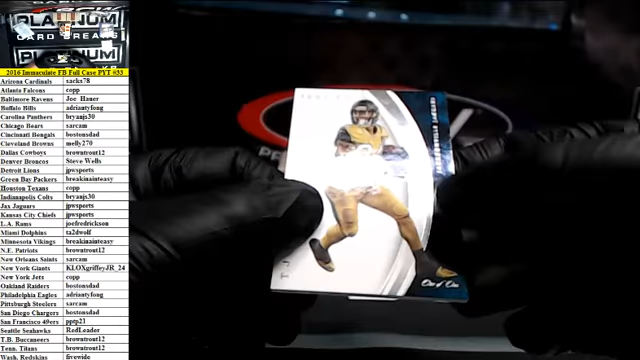 PLATINUM
CARD BREAKS
PLATINUM
2016 Immaculate FB Full Case PYT #33
Arizona Cardinals sacks78
Atlanta Falcons copp
Baltimore Ravens Joe Hauer
Buffalo Bills adriantyfong
Carolina Panthers bryanjs30
Chicago Bears sarcam
Cincinati Bengals bostonsdad
Cleveland Browns melly270
Dallas Cowboys browntrout12
Denver Broncos Steve Wells
Detroit Lions jpwsports
Green Bay Packers breakinainteasy
Houston Texans copp
Indianapolis Colts bryanjs30
Jax Jaguars jpwsports
Kansas City Chiefs jpwsports
L.A. Rams joefredrickson
Miami Dolphins ta2dwolf
Minnesota Vikings breakinainteasy
N.E. Patriots browntrout12
New Orleans Saints sarcam
New York Giants KLOXgriffeyJR_24
New York Jets copp
Oakland Raiders bostonsdad
Philadelphia Eagles adriantyfong
Pittsburgh Steelers sarcam
San Diego Chargers bostonsdad
San Francisco 49ers pptp21
Seattle Seahawks RedLeader
T.B. Buccaneers browntrout12
Tenn. Titans browntrout12
Wash. Redskins fivewide
One of One